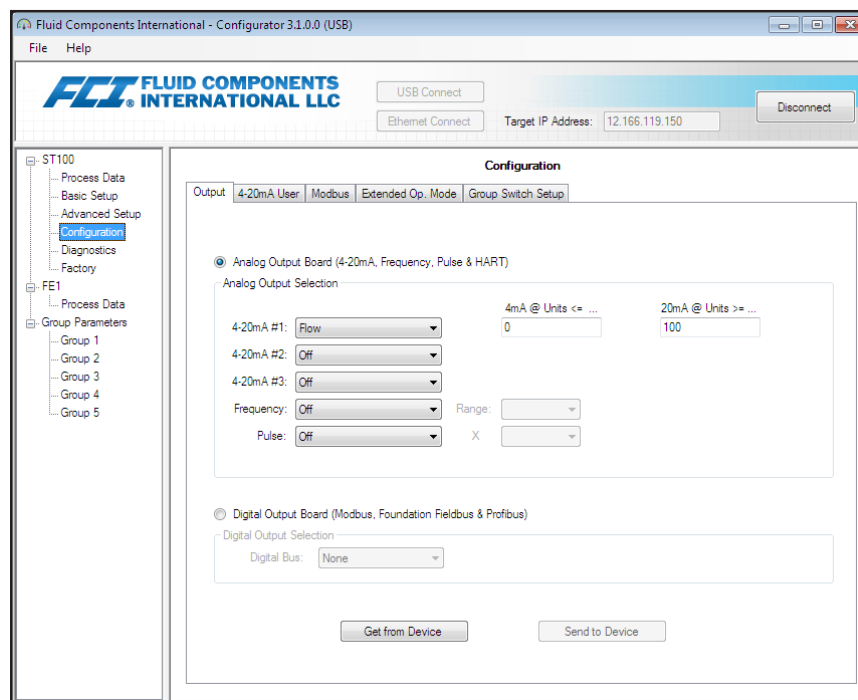 Fluid Components International - Configurator 3.1.0.0 (USB)
File Help
FCI FLUID COMPONENTS
® INTERNATIONAL LLC
USB Connect
Ethernet Connect
Target IP Address: 12.166.119.150
Disconnect
ST100
Process Data
Basic Setup
Advanced Setup
Configuration
Diagnostics
Factory
FE1
Process Data
Group Parameters
Group 1
Group 2
Group 3
Group 4
Group 5
Configuration
Output 4-20mA User Modbus Extended Op. Mode Group Switch Setup
Analog Output Board (4-20mA, Frequency, Pulse & HART)
Analog Output Selection
4mA @ Units <= ... 20mA @ Units >= ...
4-20mA #1: Flow 0 100
4-20mA #2: Off
4-20mA #3: Off
Frequency: Off Range:
Pulse: Off X
Digital Output Board (Modbus, Foundation Fieldbus & Profibus)
Digital Output Selection
Digital Bus: None
Get from Device Send to Device